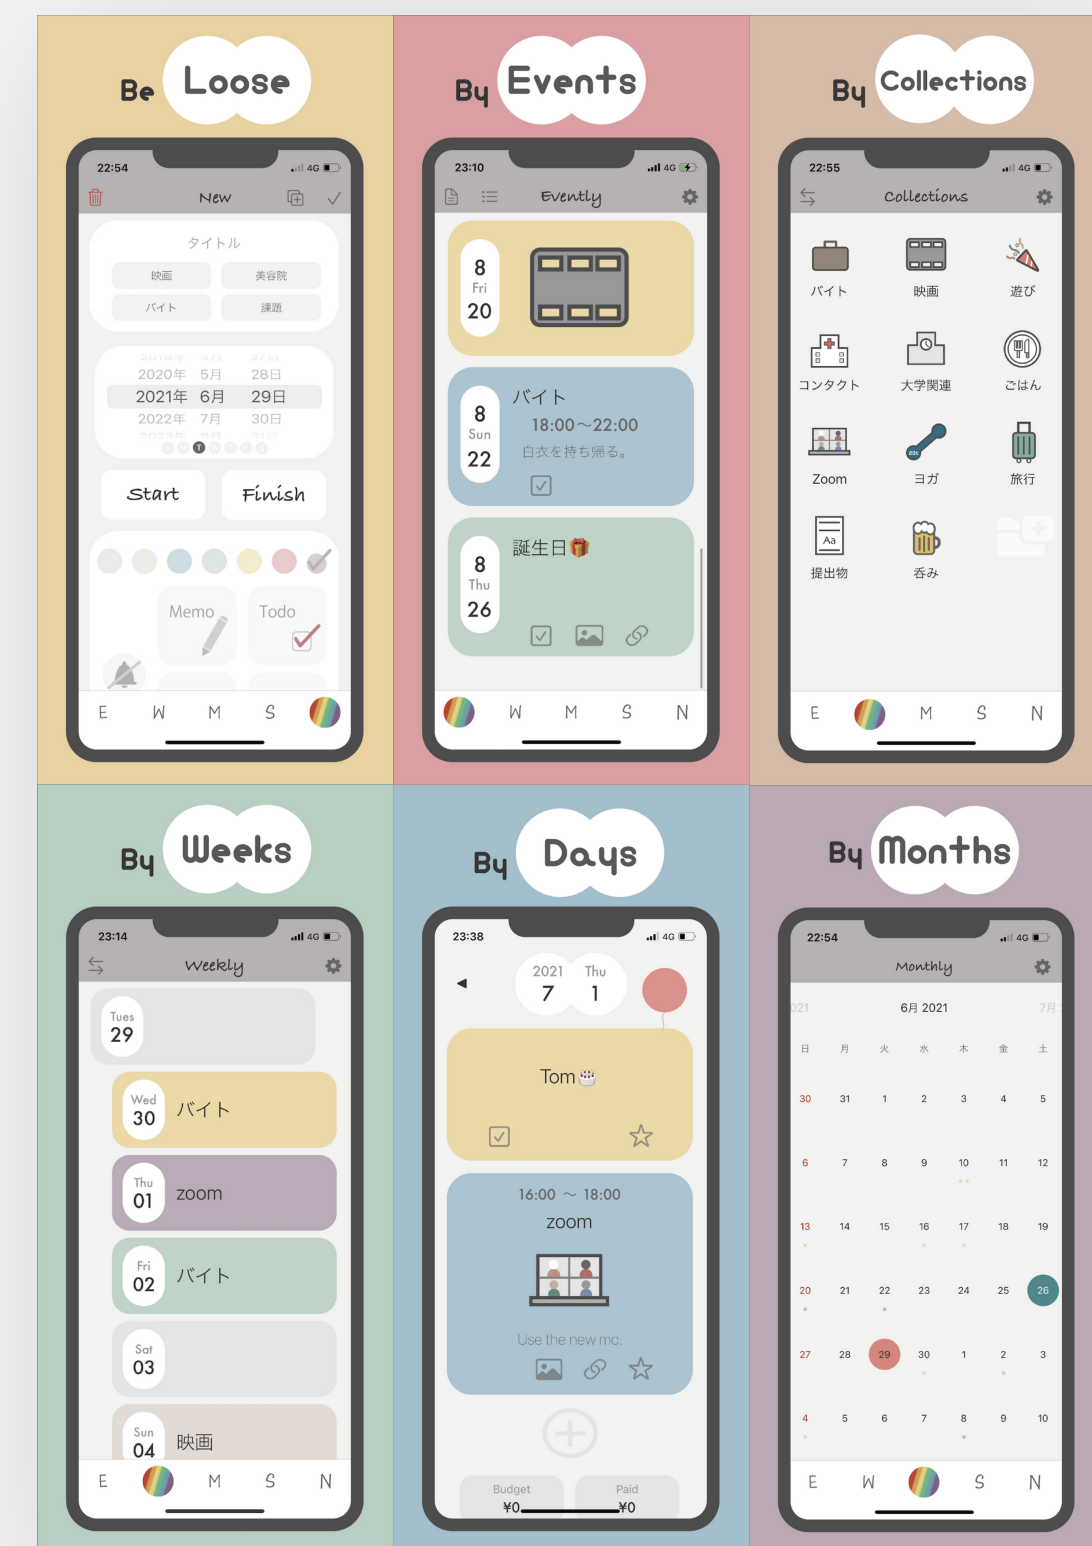 Be Loose
22:54
4G
New
タイトル
映画 美容院
バイト 課題
2020年 5月 28日
2021年 6月 29日
2022年 7月 30日
T
Start Finish
Memo Todo
E W M S
By Events
23:10
4G
Evently
8
Fri
20
8
Sun
22
バイト
18:00〜22:00
白衣を持ち帰る。
8
Thu
26
誕生日
W M S N
By Collections
22:55
4G
Collections
バイト 映画 遊び
コンタクト 大学関連 ごはん
Zoom ヨガ 旅行
Aa
提出物 呑み
E M S N
By Weeks
23:14
4G
Weekly
Tues
29
Wed
30
バイト
Thu
01
zoom
Fri
02
バイト
Sat
03
Sun
04
映画
E M S N
By Days
23:38
4G
2021 Thu
7 1
Tom
16:00 〜 18:00
zoom
Use the new mc.
Budget Paid
¥0 ¥0
By Months
22:54
4G
Monthly
021 6月 2021 7月
日 月 火 水 木 金 土
30 31 1 2 3 4 5
6 7 8 9 10 11 12
13 14 15 16 17 18 19
20 21 22 23 24 25 26
27 28 29 30 1 2 3
4 5 6 7 8 9 10
E W S N